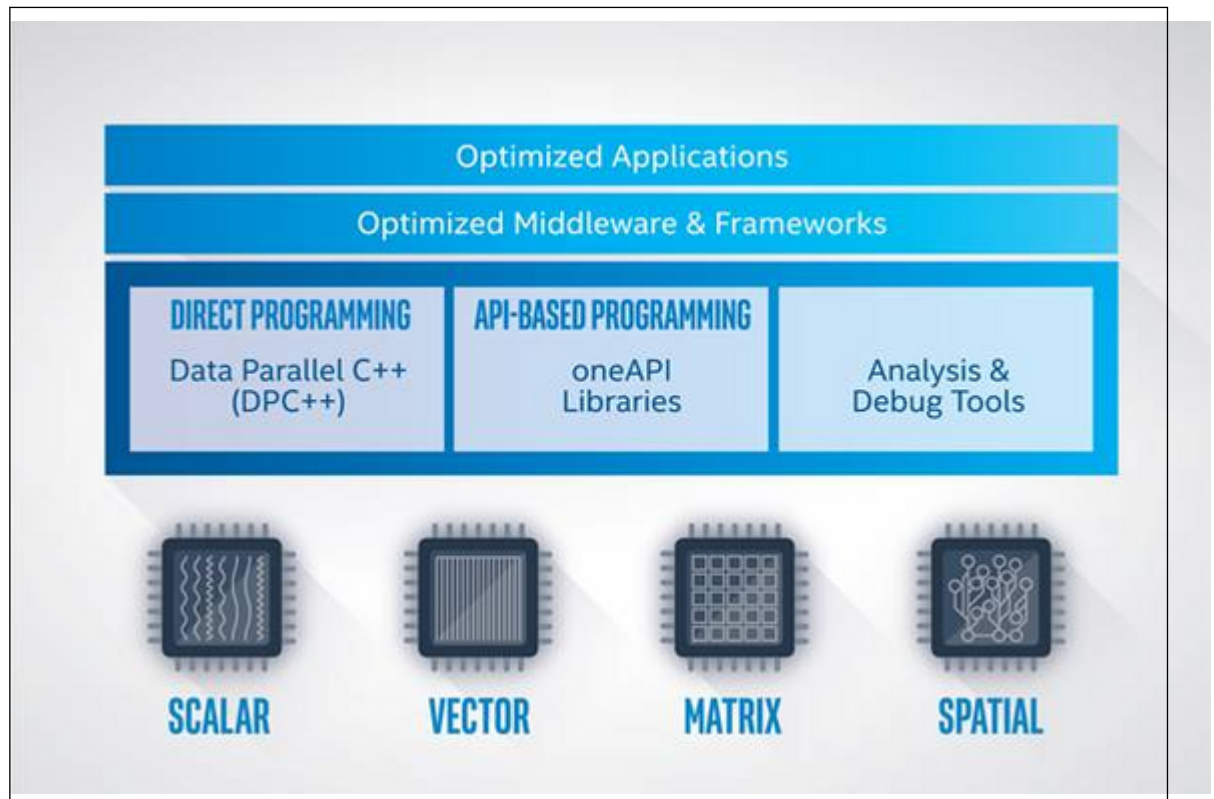 Optimized Applications
Optimized Middleware & Frameworks
DIRECT PROGRAMMING
Data Parallel C++
(DPC++)
API-BASED PROGRAMMING
oneAPI
Libraries
Analysis &
Debug Tools
SCALAR
VECTOR
MATRIX
SPATIAL